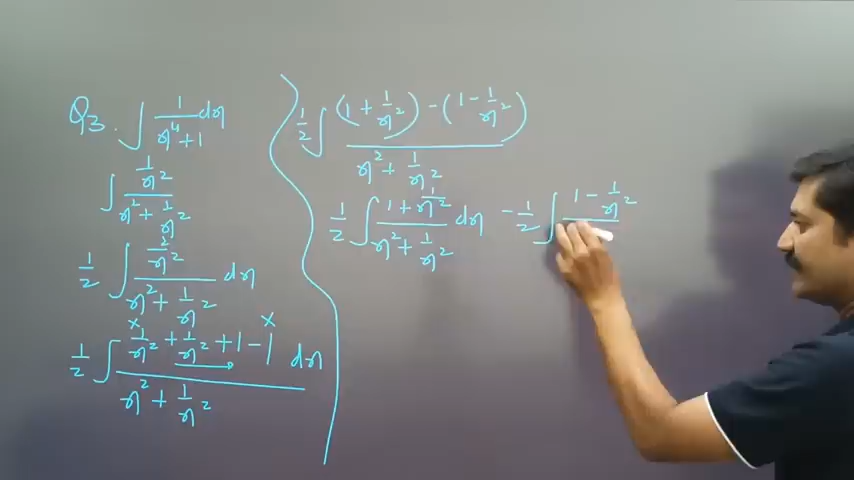 Q3. ∫ 1/(x⁴+1) dx
∫ (1/x²)/(x² + 1/x²)
1/2 ∫ (2/x²)/(x² + 1/x²) dx
1/2 ∫ (1/x² + 1/x² + 1 - 1)/(x² + 1/x²) dx
1/2 ∫ ((1 + 1/x²) - (1 - 1/x²))/(x² + 1/x²)
1/2 ∫ (1 + 1/x²)/(x² + 1/x²) dx - 1/2 ∫ 1 - 1/x²